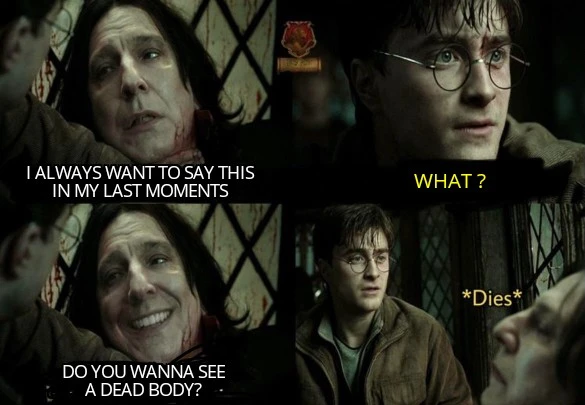 I ALWAYS WANT TO SAY THIS
IN MY LAST MOMENTS
WHAT ?
DO YOU WANNA SEE
A DEAD BODY?
*Dies*